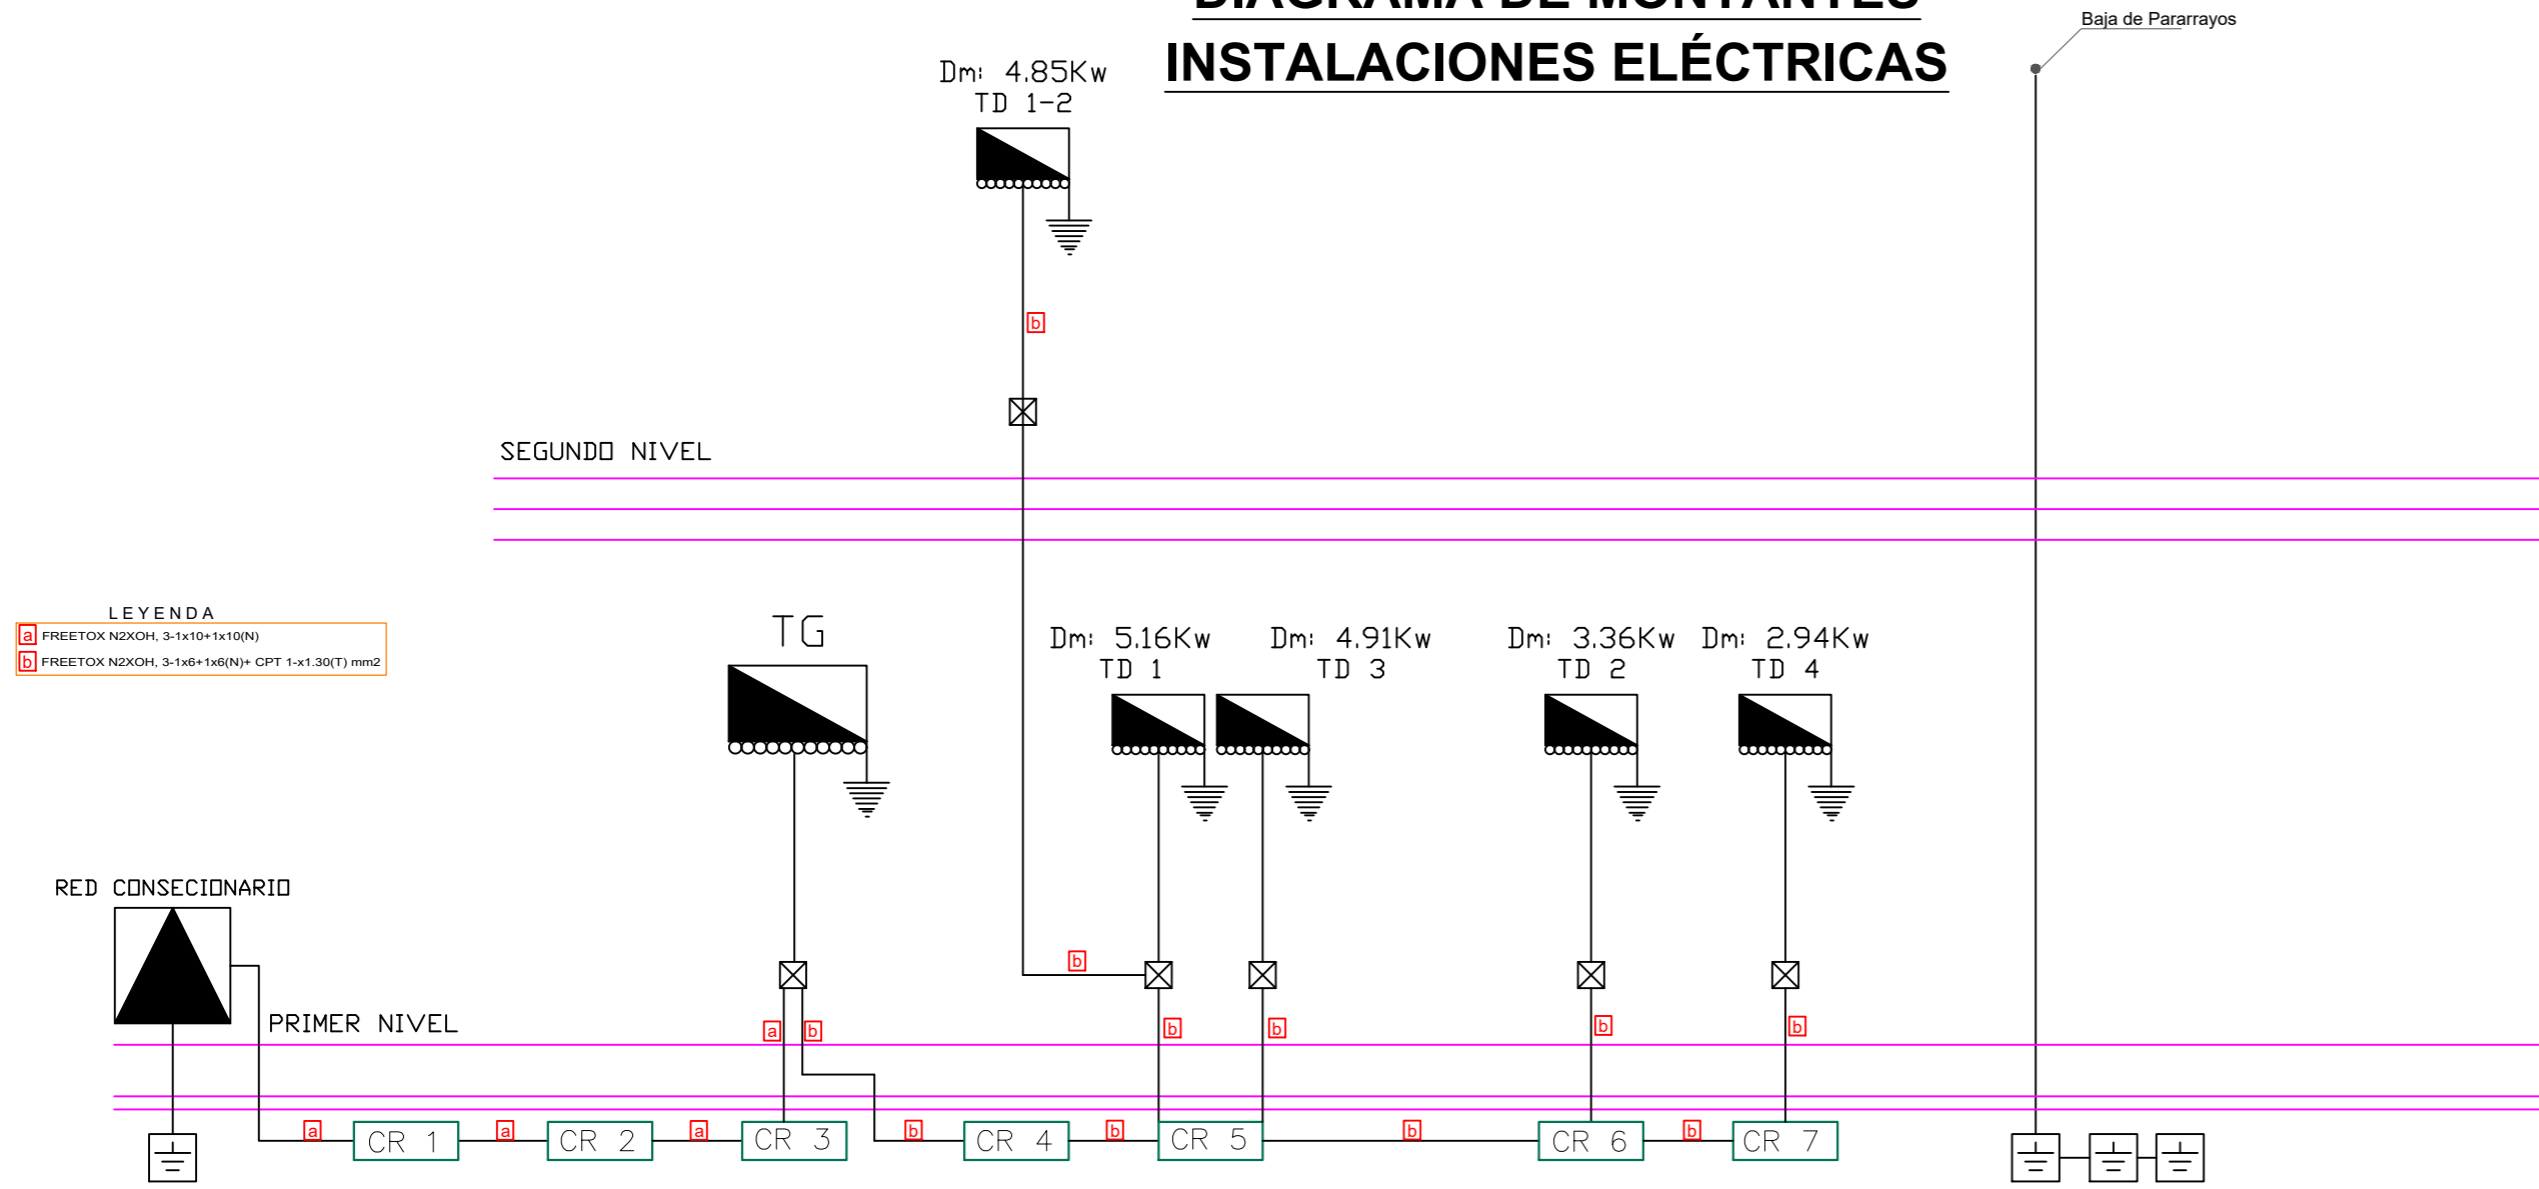 DIAGRAMA DE MONTANTES
INSTALACIONES ELÉCTRICAS
Baja de Pararrayos
Dm: 4.85Kw
TD 1-2
b
SEGUNDO NIVEL
LEYENDA
a FREETOX N2XOH, 3-1x10+1x10(N)
b FREETOX N2XOH, 3-1x6+1x6(N)+ CPT 1-x1.30(T) mm2
TG
Dm: 5.16Kw
TD 1
Dm: 4.91Kw
TD 3
Dm: 3.36Kw
TD 2
Dm: 2.94Kw
TD 4
RED CONSECIONARIO
b
PRIMER NIVEL
a b b b b b
a CR 1 a CR 2 a CR 3 b CR 4 b CR 5 b CR 6 b CR 7